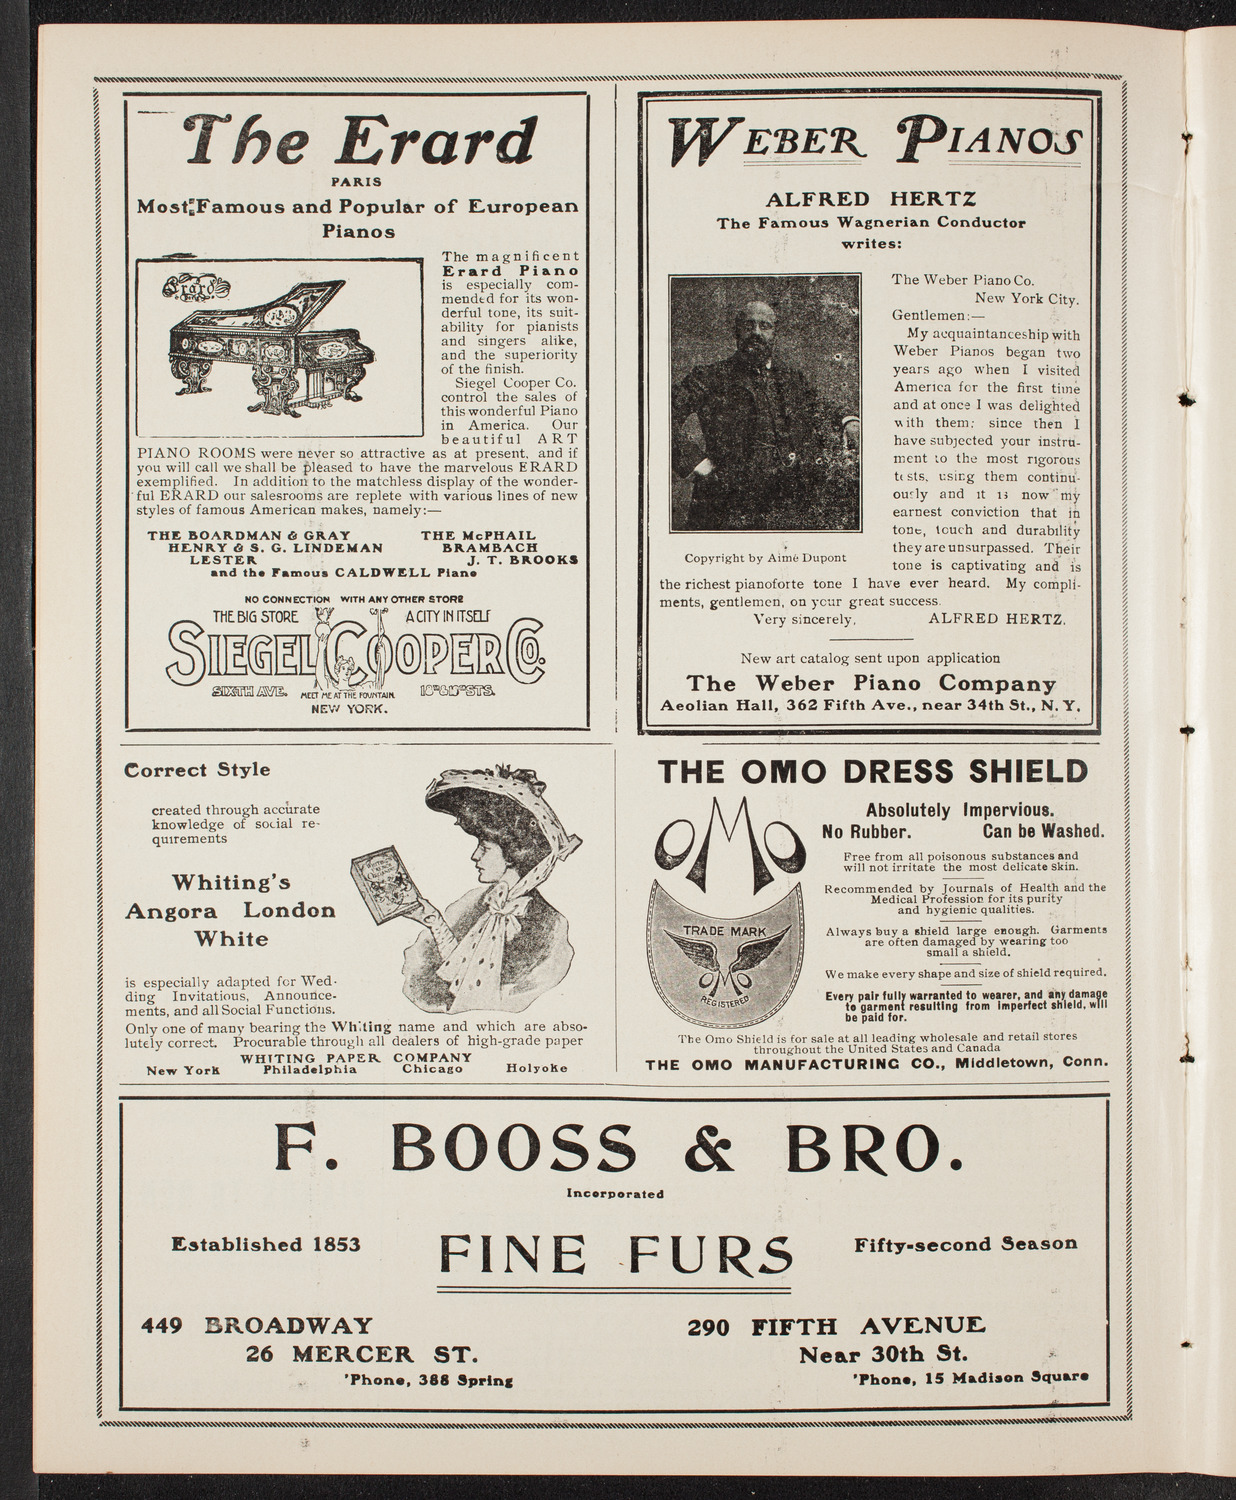 The Erard
PARIS
Most Famous and Popular of European
Pianos
Erard
The magnificent
Erard Piano
is especially com-
mended for its won-
derful tone, its suit-
ability for pianists
and singers alike,
and the superiority
of the finish.
Siegel Cooper Co.
control the sales of
this wonderful Piano
in America. Our
beautiful ART
PIANO ROOMS were never so attractive as at present, and if
you will call we shall be pleased to have the marvelous ERARD
exemplified. In addition to the matchless display of the wonder-
ful ERARD our salesrooms are replete with various lines of new
styles of famous American makes, namely:—
THE BOARDMAN & GRAY THE McPHAIL
HENRY & S. G. LINDEMAN BRAMBACH
LESTER J. T. BROOKS
and the Famous CALDWELL Piano
NO CONNECTION WITH ANY OTHER STORE
THE BIG STORE A CITY IN ITSELF
SIEGEL COOPER CO.
SIXTH AVE. MEET ME AT THE FOUNTAIN. 18TH & 19TH STS.
NEW YORK.
WEBER PIANOS
ALFRED HERTZ
The Famous Wagnerian Conductor
writes:
The Weber Piano Co.
New York City.
Gentlemen:—
My acquaintanceship with
Weber Pianos began two
years ago when I visited
America for the first time
and at once I was delighted
with them; since then I
have subjected your instru-
ment to the most rigorous
tests, using them continu-
ously and it is now my
earnest conviction that in
tone, touch and durability
they are unsurpassed. Their
tone is captivating and is
Copyright by Aimé Dupont
the richest pianoforte tone I have ever heard. My compli-
ments, gentlemen, on your great success.
Very sincerely, ALFRED HERTZ.
New art catalog sent upon application
The Weber Piano Company
Aeolian Hall, 362 Fifth Ave., near 34th St., N. Y.
Correct Style
created through accurate
knowledge of social re-
quirements
Whiting's
Angora London
White
is especially adapted for Wed-
ding Invitations, Announce-
ments, and all Social Functions.
Only one of many bearing the Whiting name and which are abso-
lutely correct. Procurable through all dealers of high-grade paper
WHITING PAPER COMPANY
New York Philadelphia Chicago Holyoke
THE OMO DRESS SHIELD
OMO
TRADE MARK
OMO
REGISTERED
Absolutely Impervious.
No Rubber. Can be Washed.
Free from all poisonous substances and
will not irritate the most delicate skin.
Recommended by Journals of Health and the
Medical Profession for its purity
and hygienic qualities.
Always buy a shield large enough. Garments
are often damaged by wearing too
small a shield.
We make every shape and size of shield required.
Every pair fully warranted to wearer, and any damage
to garment resulting from imperfect shield, will
be paid for.
The Omo Shield is for sale at all leading wholesale and retail stores
throughout the United States and Canada
THE OMO MANUFACTURING CO., Middletown, Conn.
F. BOOSS & BRO.
Incorporated
Established 1853 FINE FURS Fifty-second Season
449 BROADWAY
26 MERCER ST.
'Phone, 388 Spring
290 FIFTH AVENUE
Near 30th St.
'Phone, 15 Madison Square